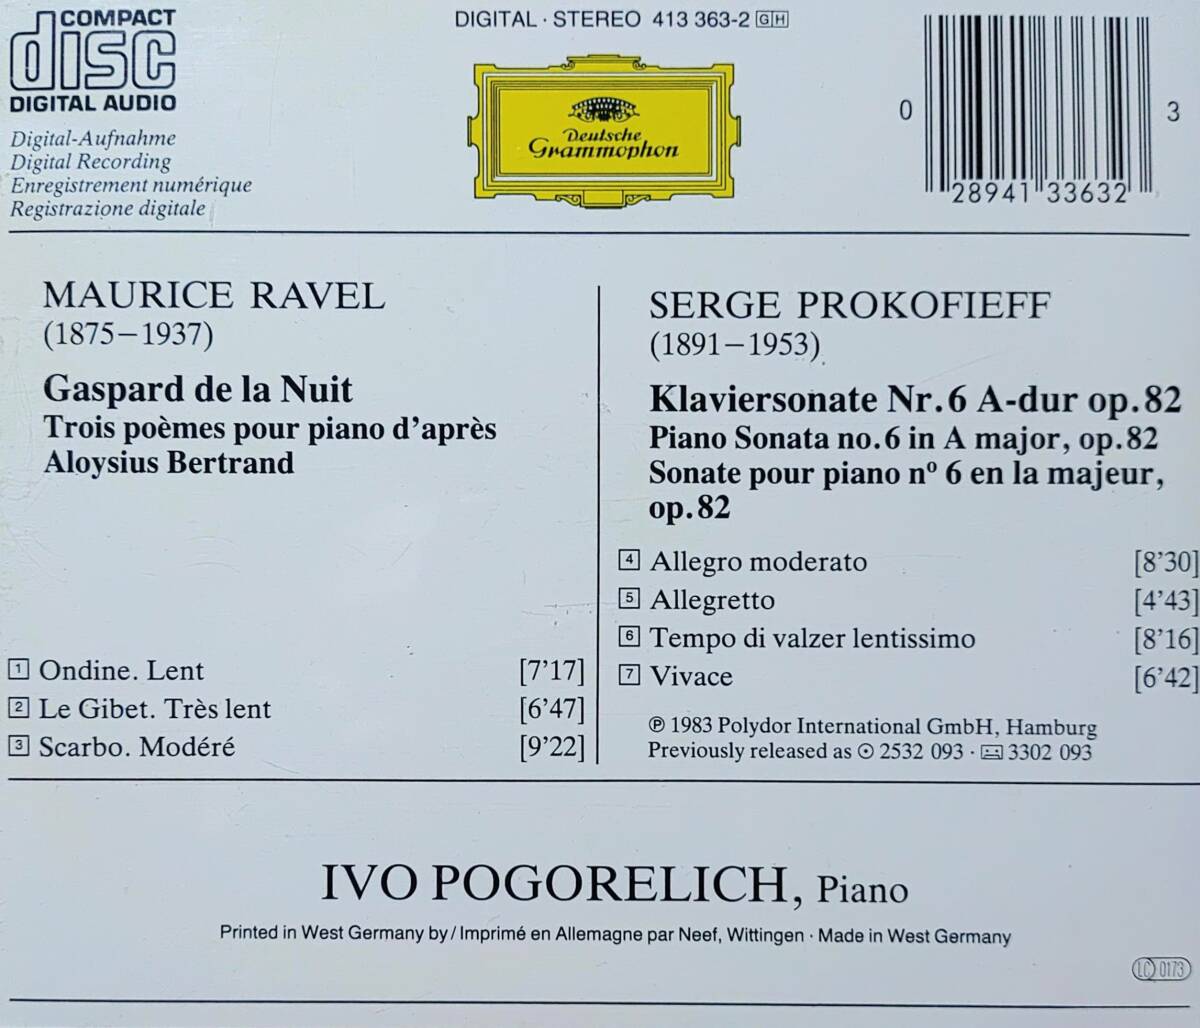 COMPACT
disc
DIGITAL AUDIO
Digital-Aufnahme
Digital Recording
Enregistrement numérique
Registrazione digitale
DIGITAL · STEREO 413 363-2 GH
Deutsche
Grammophon
0 28941 33632 3
MAURICE RAVEL
(1875–1937)
Gaspard de la Nuit
Trois poèmes pour piano d'après
Aloysius Bertrand
1 Ondine. Lent [7'17]
2 Le Gibet. Très lent [6'47]
3 Scarbo. Modéré [9'22]
SERGE PROKOFIEFF
(1891–1953)
Klaviersonate Nr. 6 A-dur op. 82
Piano Sonata no. 6 in A major, op. 82
Sonate pour piano nº 6 en la majeur,
op. 82
4 Allegro moderato [8'30]
5 Allegretto [4'43]
6 Tempo di valzer lentissimo [8'16]
7 Vivace [6'42]
℗ 1983 Polydor International GmbH, Hamburg
Previously released as 2532 093 · 3302 093
IVO POGORELICH, Piano
Printed in West Germany by / Imprimé en Allemagne par Neef, Wittingen · Made in West Germany
LC 0173